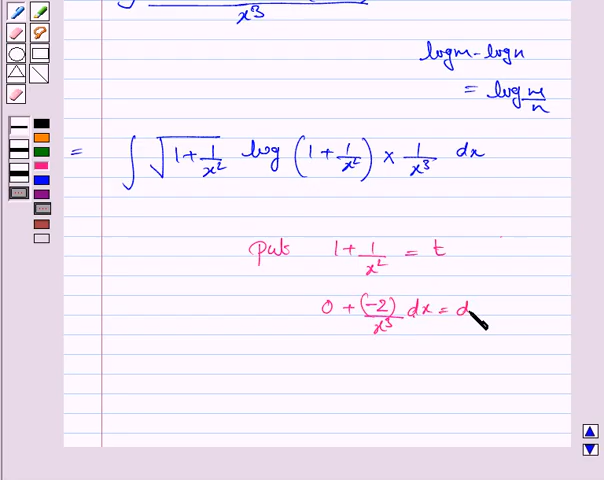 x³
log m - log n
= log m/n
= ∫ √(1 + 1/x²) log (1 + 1/x²) × 1/x³ dx
put 1 + 1/x² = t
0 + (-2)/x³ dx = d